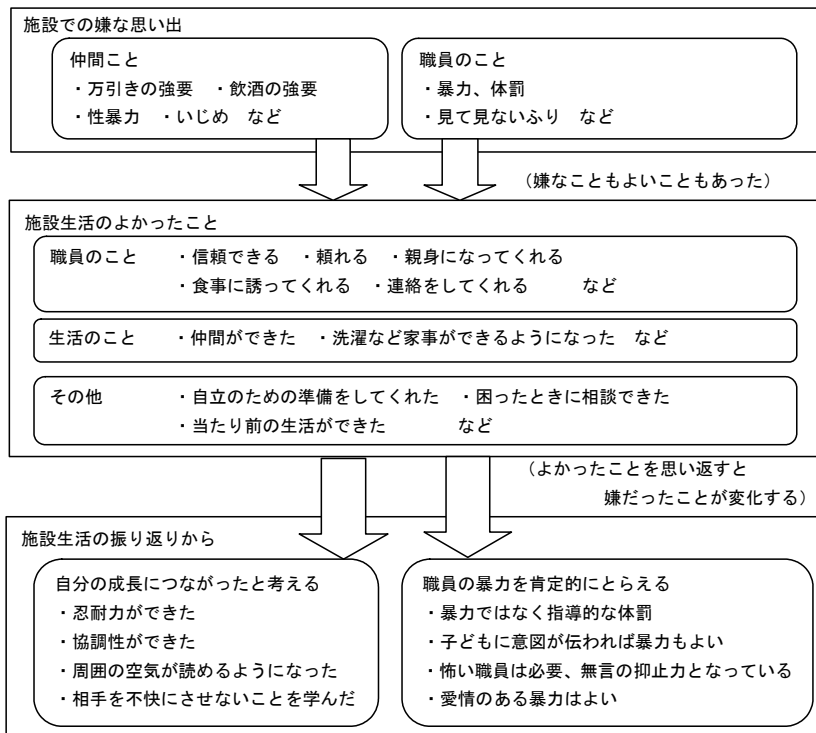 施設での嫌な思い出
仲間こと
・万引きの強要　・飲酒の強要
・性暴力　・いじめ　など
職員のこと
・暴力、体罰
・見て見ないふり　など
（嫌なこともよいこともあった）
施設生活のよかったこと
職員のこと　・信頼できる　・頼れる　・親身になってくれる
・食事に誘ってくれる　・連絡をしてくれる　　など
生活のこと　・仲間ができた　・洗濯など家事ができるようになった　など
その他　・自立のための準備をしてくれた　・困ったときに相談できた
・当たり前の生活ができた　　　など
（よかったことを思い返すと
嫌だったことが変化する）
施設生活の振り返りから
自分の成長につながったと考える
・忍耐力ができた
・協調性ができた
・周囲の空気が読めるようになった
・相手を不快にさせないことを学んだ
職員の暴力を肯定的にとらえる
・暴力ではなく指導的な体罰
・子どもに意図が伝われば暴力もよい
・怖い職員は必要、無言の抑止力となっている
・愛情のある暴力はよい